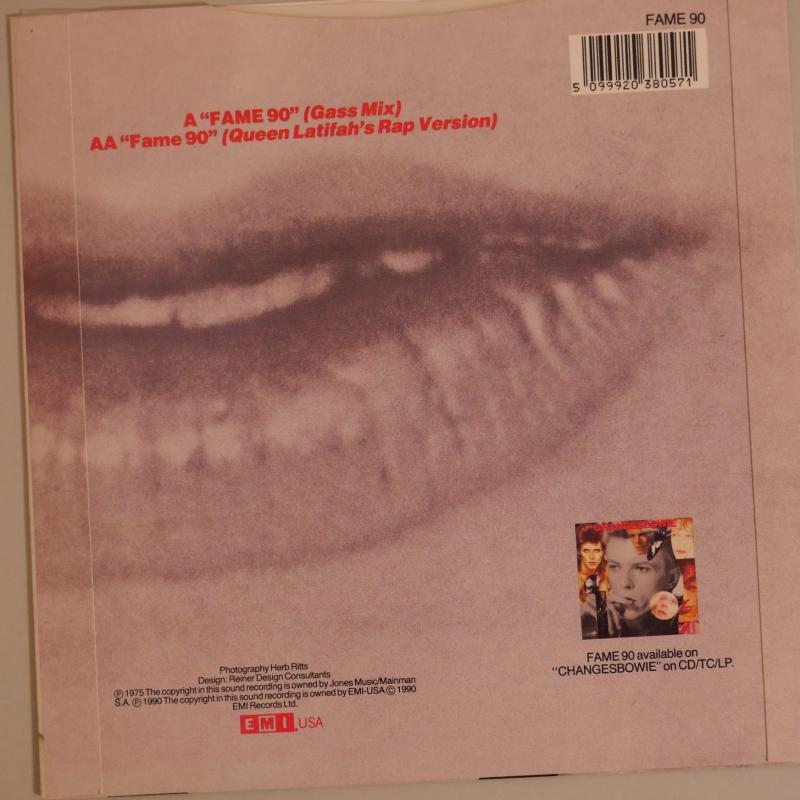 FAME 90
5 099920 380571
A “FAME 90” (Gass Mix)
AA “Fame 90” (Queen Latifah’s Rap Version)
CHANGESBOWIE
FAME 90 available on
“CHANGESBOWIE” on CD/TC/LP.
Photography Herb Ritts
Design: Reiner Design Consultants
Ⓟ 1975 The copyright in this sound recording is owned by Jones Music/Mainman
S.A. Ⓟ 1990 The copyright in this sound recording is owned by EMI-USA © 1990
EMI Records Ltd.
EMI USA